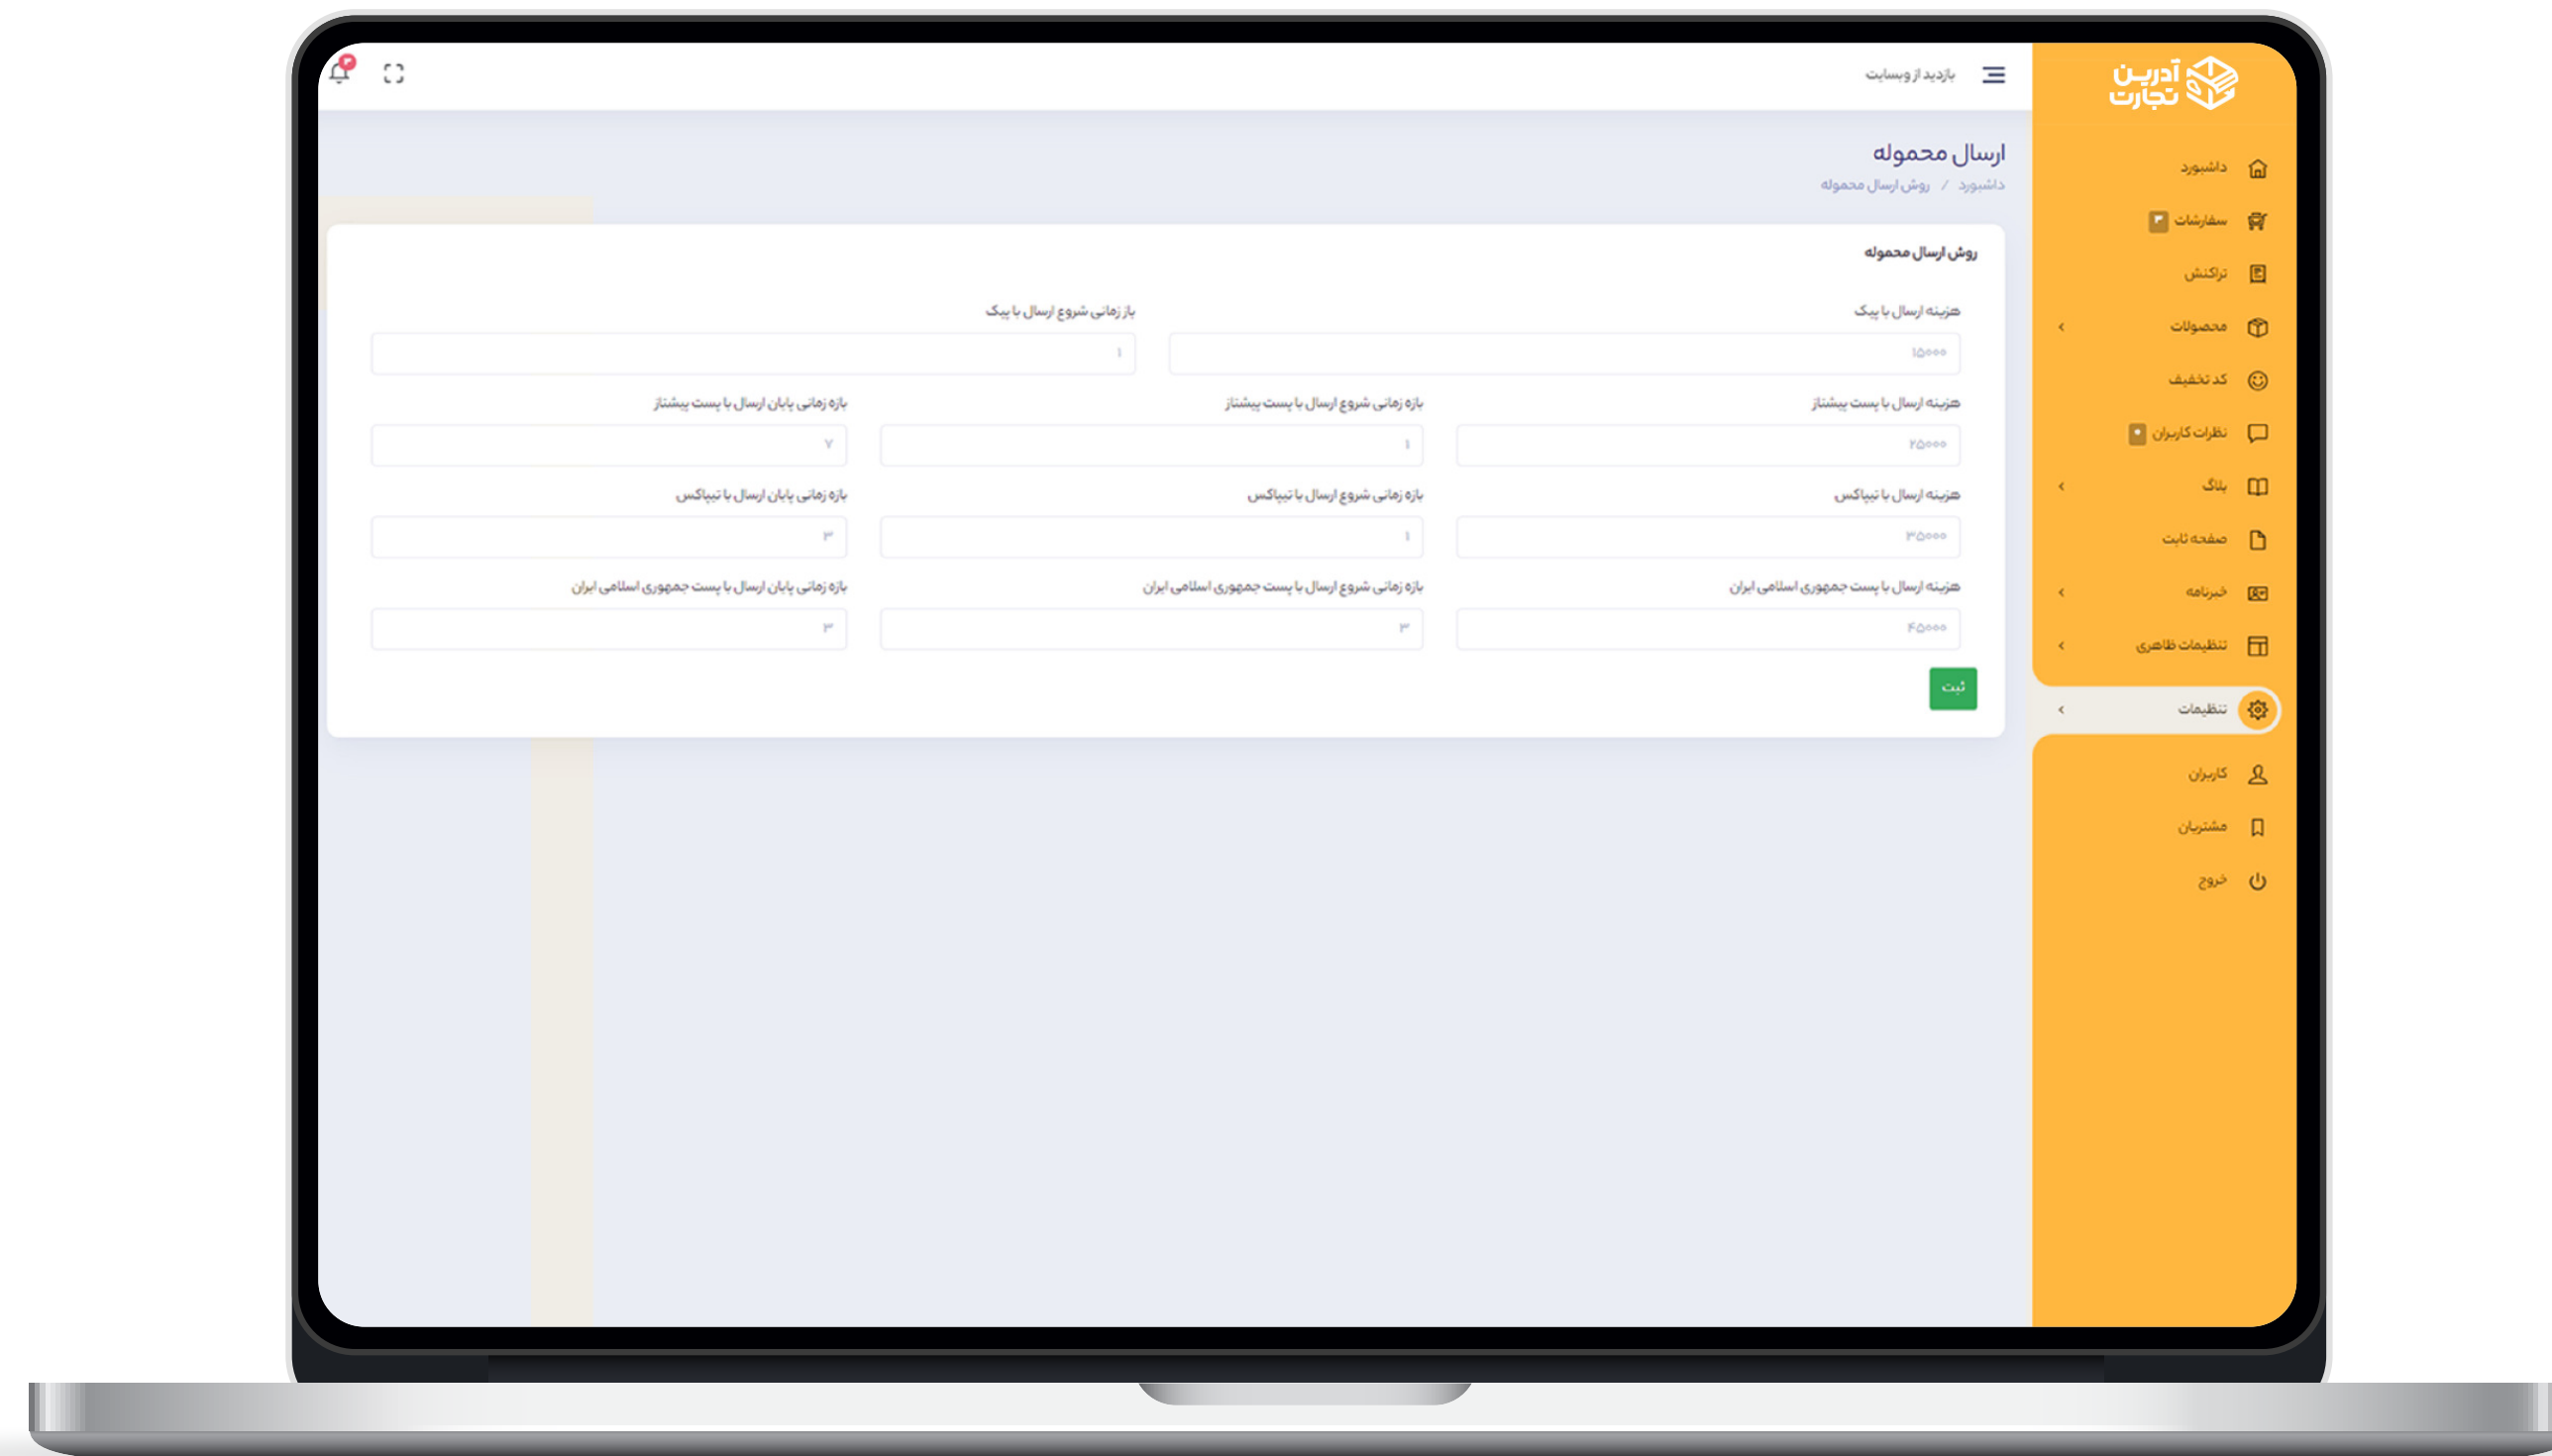 آدرین
تجارت
داشبورد
سفارشات ۳
تراکنش
محصولات
کد تخفیف
نظرات کاربران ۰
بلاگ
صفحه ثابت
خبرنامه
تنظیمات ظاهری
تنظیمات
کاربران
مشتریان
خروج
بازدید از وبسایت
۳
ارسال محموله
داشبورد / روش ارسال محموله
روش ارسال محموله
هزینه ارسال با پیک
باز زمانی شروع ارسال با پیک
۱۵۰۰۰
۱
هزینه ارسال با پست پیشتاز
بازه زمانی شروع ارسال با پست پیشتاز
بازه زمانی پایان ارسال با پست پیشتاز
۲۵۰۰۰
۱
۷
هزینه ارسال با تیپاکس
بازه زمانی شروع ارسال با تیپاکس
بازه زمانی پایان ارسال با تیپاکس
۳۵۰۰۰
۱
۳
هزینه ارسال با پست جمهوری اسلامی ایران
بازه زمانی شروع ارسال با پست جمهوری اسلامی ایران
بازه زمانی پایان ارسال با پست جمهوری اسلامی ایران
۴۵۰۰۰
۳
۳
ثبت